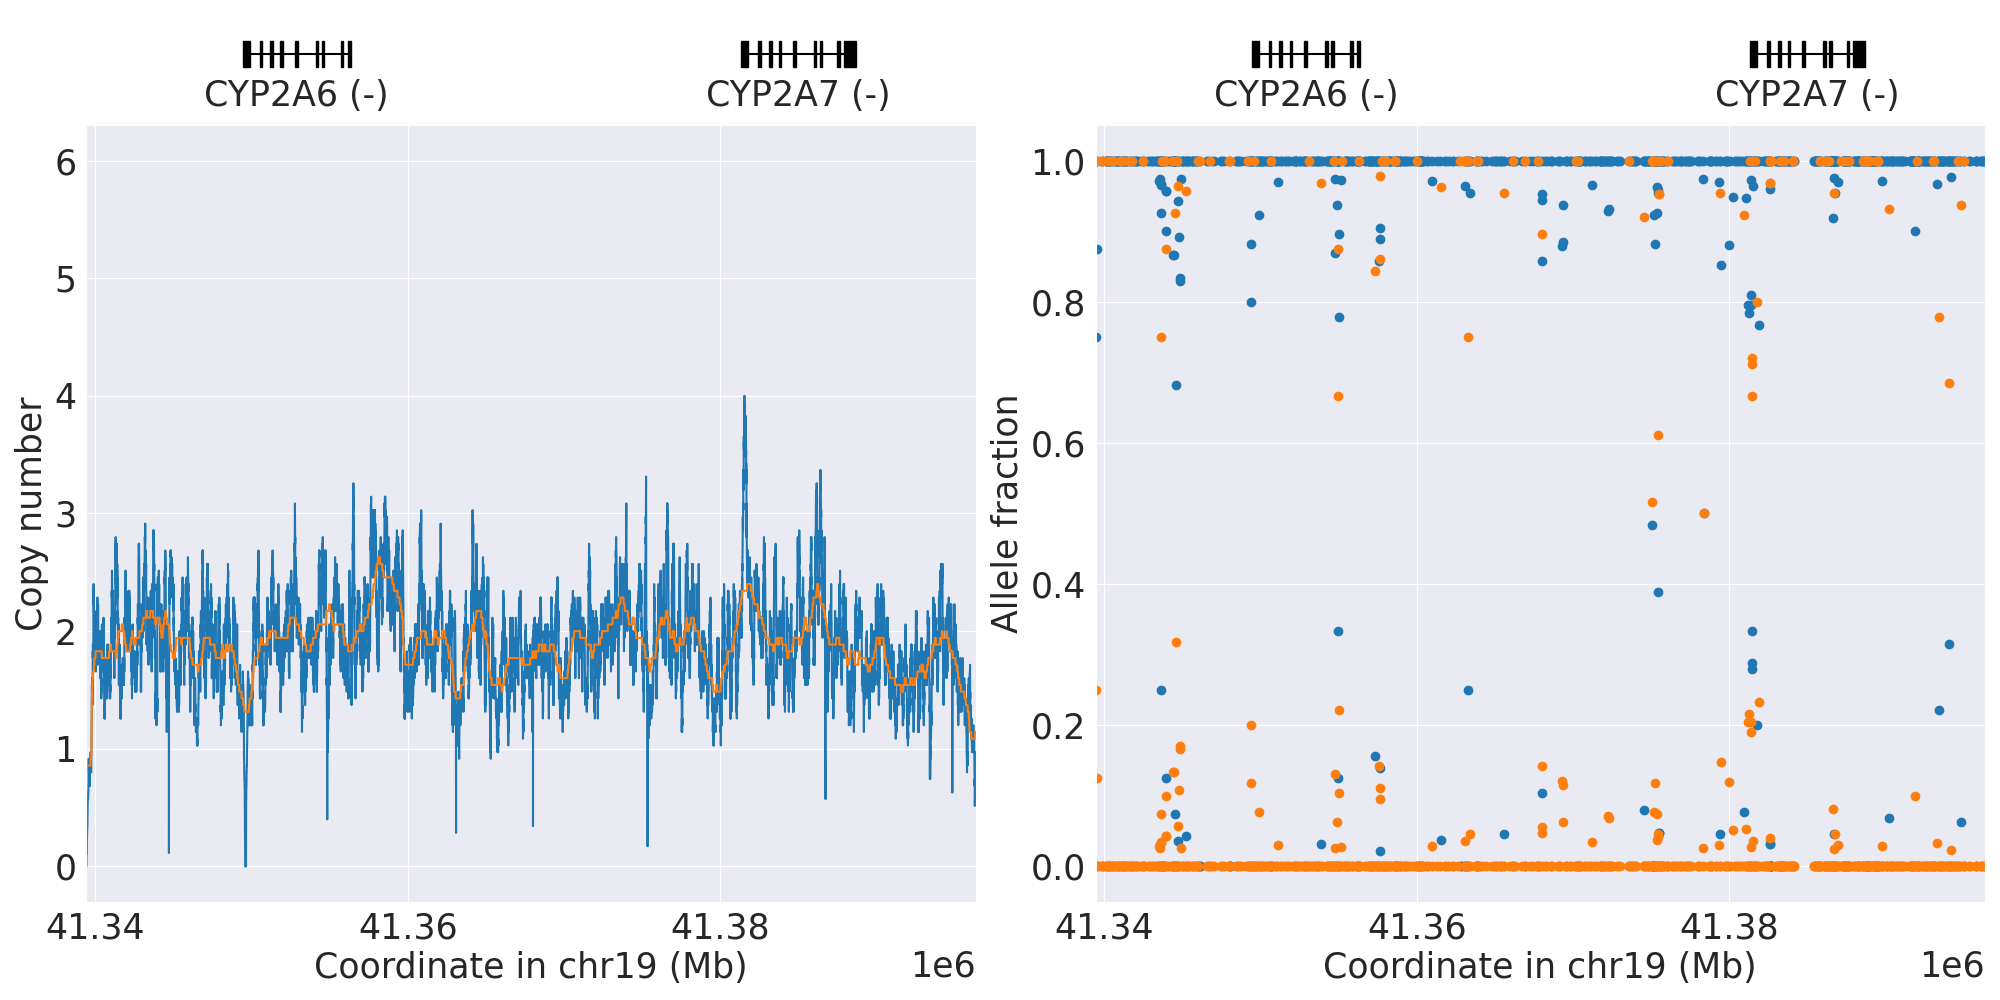 CYP2A6 (-)
CYP2A7 (-)
CYP2A6 (-)
CYP2A7 (-)
Copy number
6
5
4
3
2
1
0
41.34
41.36
41.38
Coordinate in chr19 (Mb)
1e6
Allele fraction
1.0
0.8
0.6
0.4
0.2
0.0
41.34
41.36
41.38
Coordinate in chr19 (Mb)
1e6